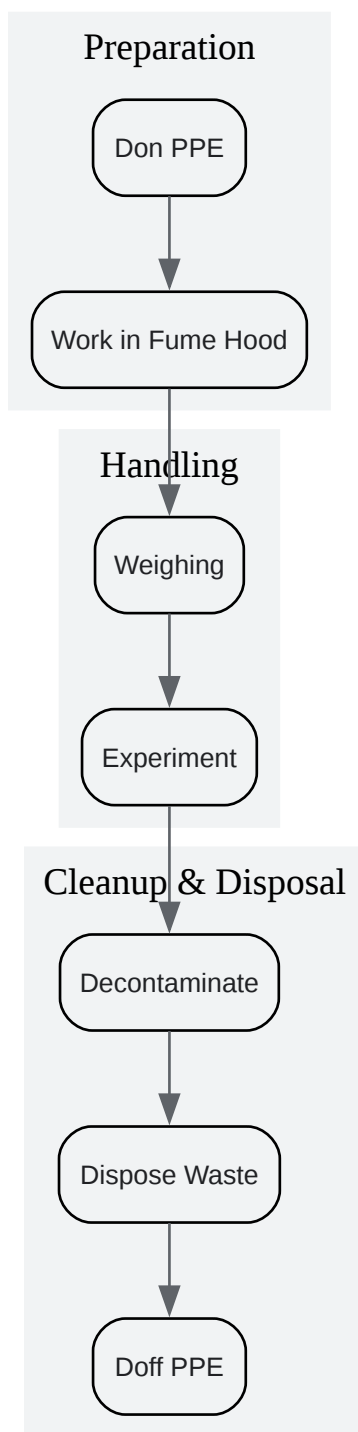 Preparation
Don PPE
Work in Fume Hood
Handling
Weighing
Experiment
Cleanup & Disposal
Decontaminate
Dispose Waste
Doff PPE